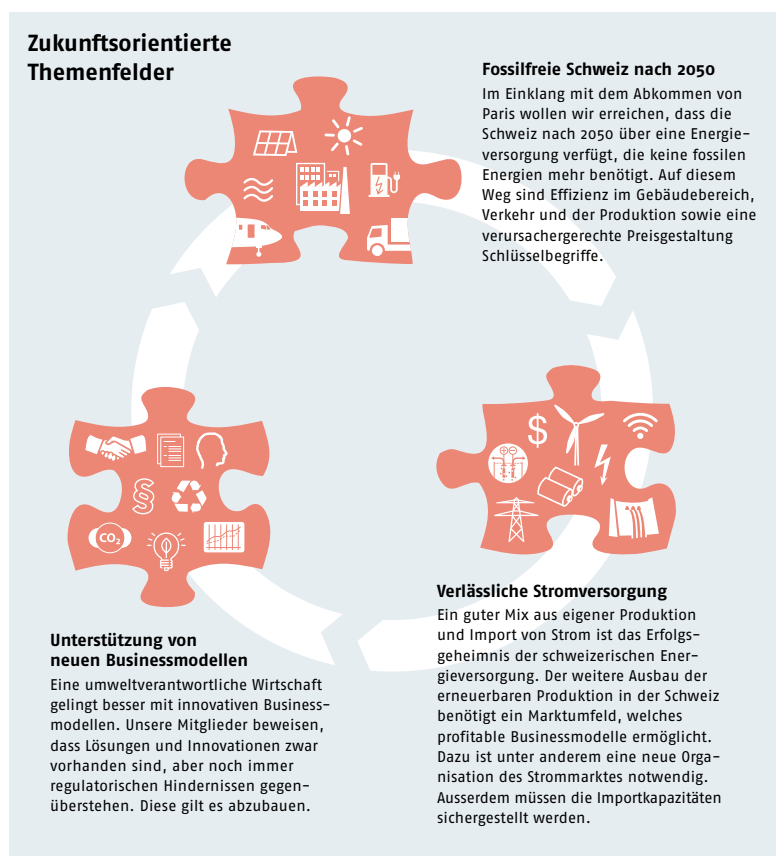 Zukunftsorientierte
Themenfelder
Fossilfreie Schweiz nach 2050
Im Einklang mit dem Abkommen von
Paris wollen wir erreichen, dass die
Schweiz nach 2050 über eine Energie-
versorgung verfügt, die keine fossilen
Energien mehr benötigt. Auf diesem
Weg sind Effizienz im Gebäudebereich,
Verkehr und der Produktion sowie eine
verursachergerechte Preisgestaltung
Schlüsselbegriffe.
$
§
CO₂
Verlässliche Stromversorgung
Ein guter Mix aus eigener Produktion
und Import von Strom ist das Erfolgs-
geheimnis der schweizerischen Ener-
gieversorgung. Der weitere Ausbau der
erneuerbaren Produktion in der Schweiz
benötigt ein Marktumfeld, welches
profitable Businessmodelle ermöglicht.
Dazu ist unter anderem eine neue Orga-
nisation des Strommarktes notwendig.
Ausserdem müssen die Importkapazitäten
sichergestellt werden.
Unterstützung von
neuen Businessmodellen
Eine umweltverantwortliche Wirtschaft
gelingt besser mit innovativen Business-
modellen. Unsere Mitglieder beweisen,
dass Lösungen und Innovationen zwar
vorhanden sind, aber noch immer
regulatorischen Hindernissen gegen-
überstehen. Diese gilt es abzubauen.